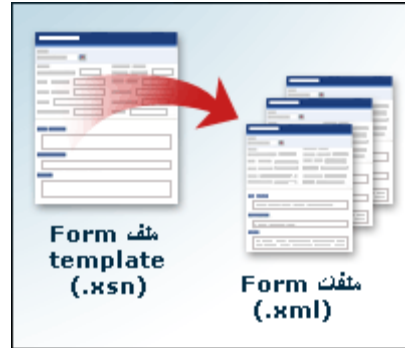 ملف Form
template
(.xsn)
ملفات Form
(.xml)